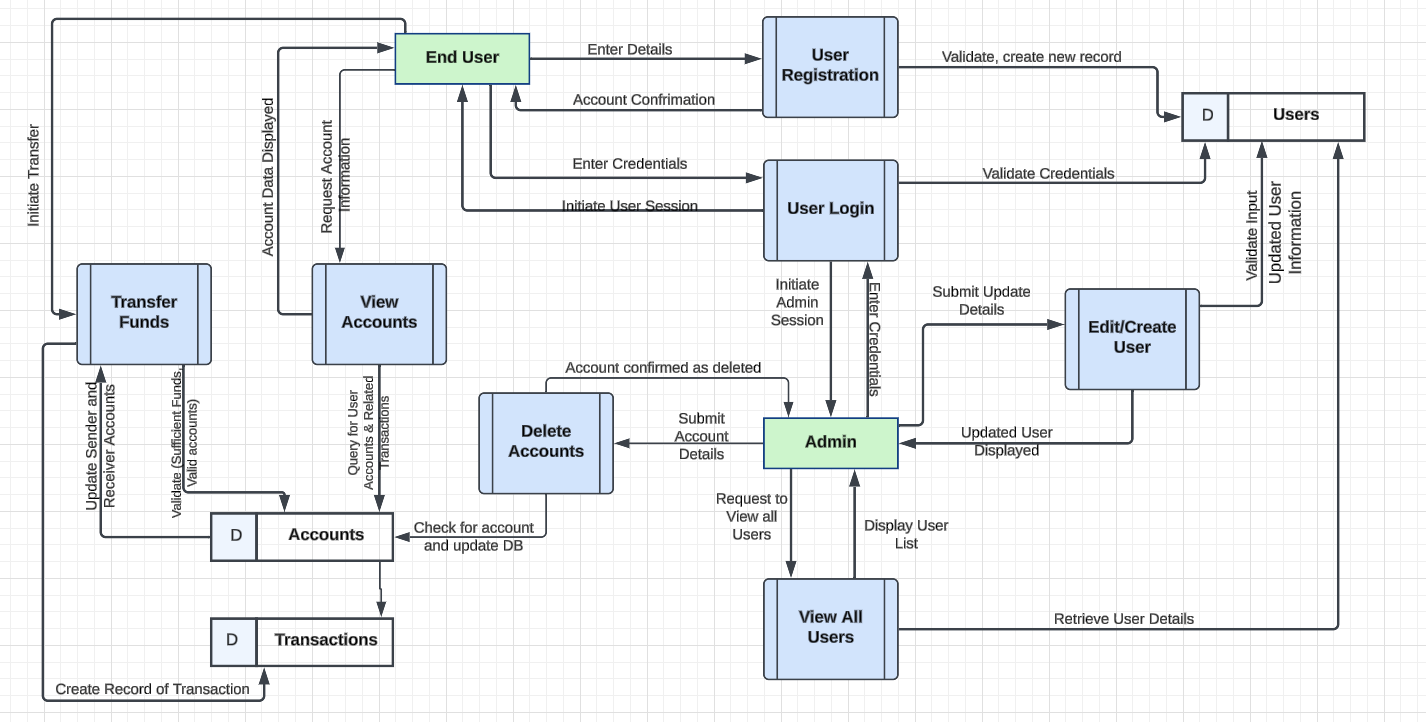 End User
Enter Details
User
Registration
Validate, create new record
Account Confrimation
D
Users
Initiate Transfer
Account Data Displayed
Request Account
Information
Enter Credentials
Initiate User Session
User Login
Validate Credentials
Validate Input
Updated User
Information
Transfer
Funds
View
Accounts
Initiate
Admin
Session
Enter Credentials
Submit Update
Details
Edit/Create
User
Update Sender and
Receiver Accounts
Validate (Sufficient Funds,
Valid accounts)
Query for User
Accounts & Related
Transactions
Account confirmed as deleted
Delete
Accounts
Submit
Account
Details
Admin
Updated User
Displayed
D
Accounts
Check for account
and update DB
Request to
View all
Users
Display User
List
D
Transactions
View All
Users
Retrieve User Details
Create Record of Transaction